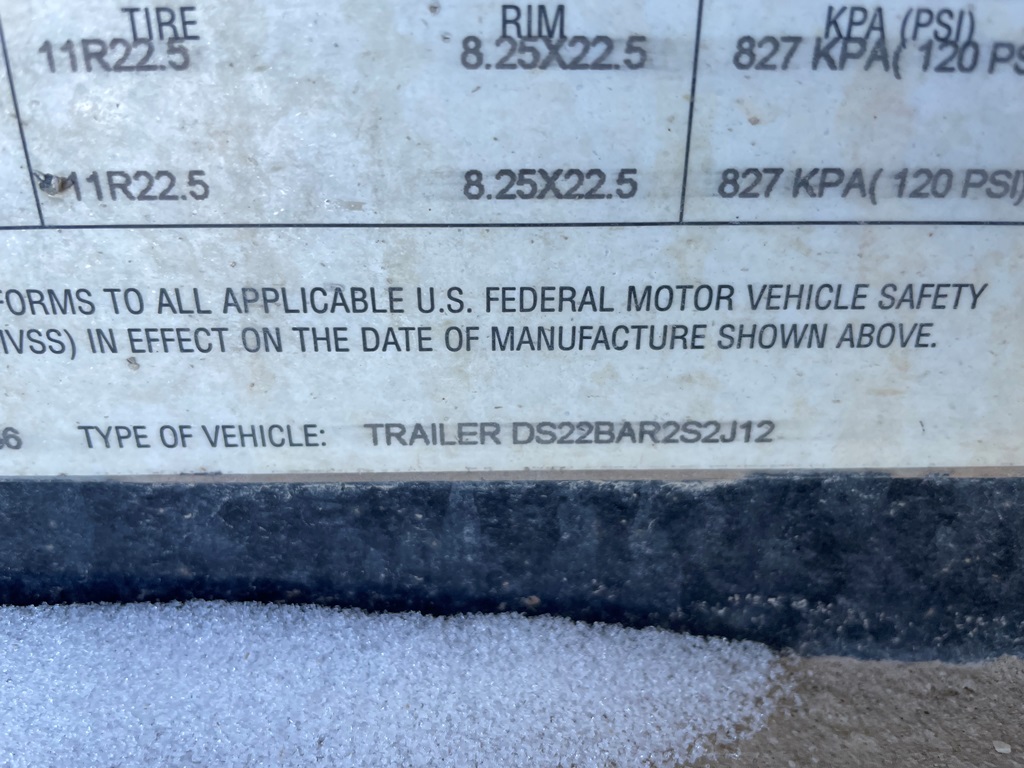 TIRE RIM KPA (PSI)
11R22.5 8.25X22.5 827 KPA( 120 PS
11R22.5 8.25X22.5 827 KPA( 120 PSI)
FORMS TO ALL APPLICABLE U.S. FEDERAL MOTOR VEHICLE SAFETY
MVSS) IN EFFECT ON THE DATE OF MANUFACTURE SHOWN ABOVE.
6 TYPE OF VEHICLE: TRAILER DS22BAR2S2J12